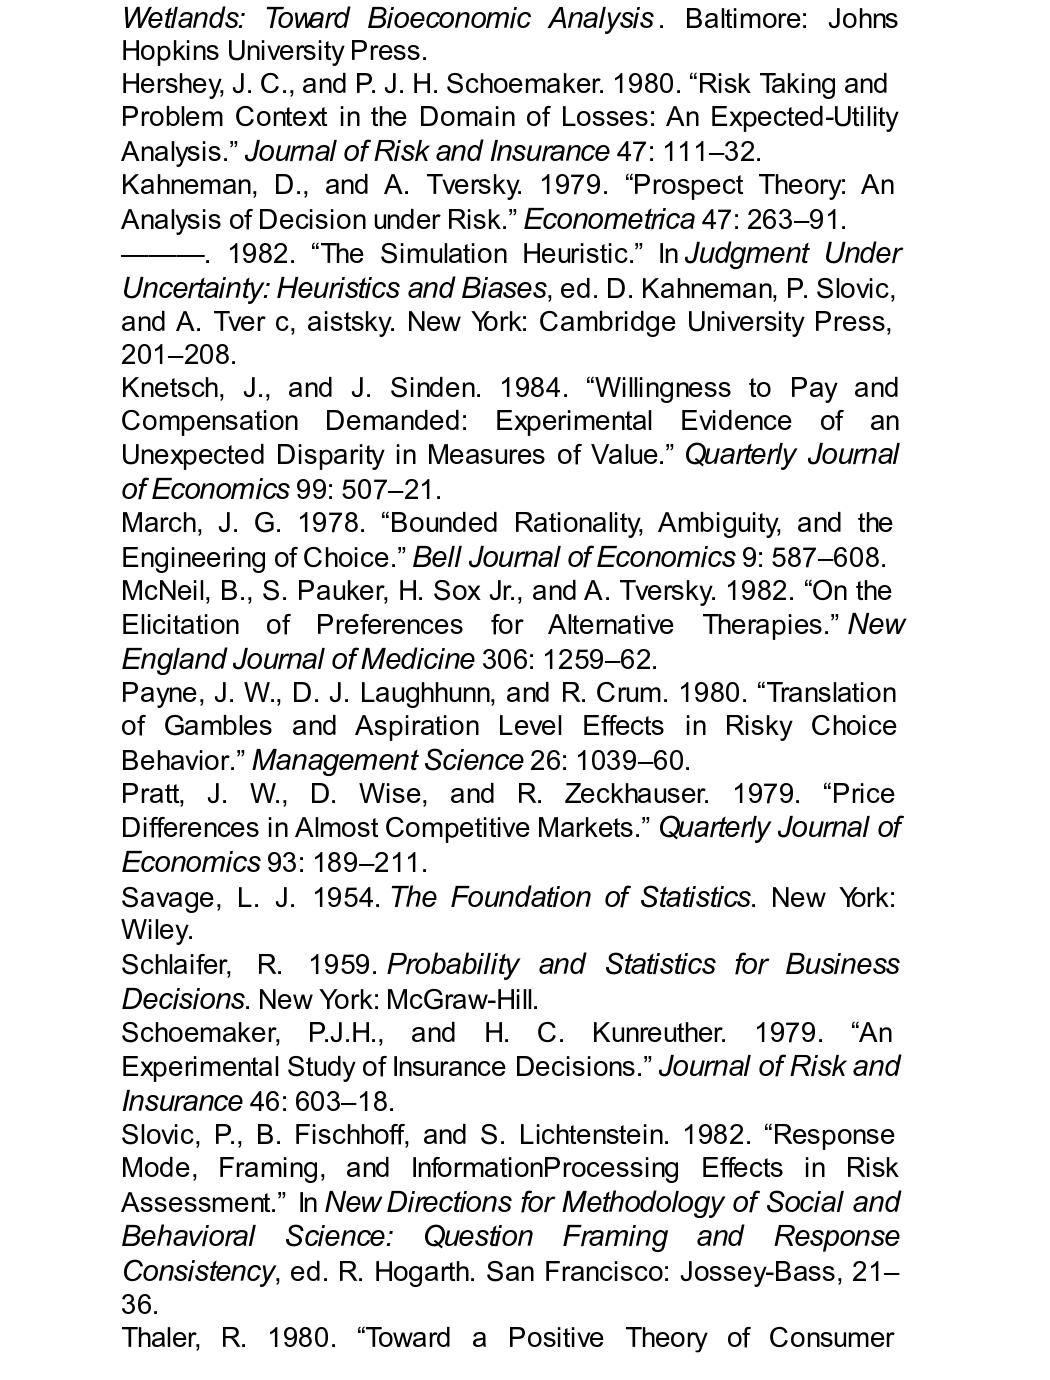 Wetlands: Toward Bioeconomic Analysis. Baltimore: Johns
Hopkins University Press.
Hershey, J. C., and P. J. H. Schoemaker. 1980. “Risk Taking and
Problem Context in the Domain of Losses: An Expected-Utility
Analysis.” Journal of Risk and Insurance 47: 111–32.
Kahneman, D., and A. Tversky. 1979. “Prospect Theory: An
Analysis of Decision under Risk.” Econometrica 47: 263–91.
———. 1982. “The Simulation Heuristic.” In Judgment Under
Uncertainty: Heuristics and Biases, ed. D. Kahneman, P. Slovic,
and A. Tver c, aistsky. New York: Cambridge University Press,
201–208.
Knetsch, J., and J. Sinden. 1984. “Willingness to Pay and
Compensation Demanded: Experimental Evidence of an
Unexpected Disparity in Measures of Value.” Quarterly Journal
of Economics 99: 507–21.
March, J. G. 1978. “Bounded Rationality, Ambiguity, and the
Engineering of Choice.” Bell Journal of Economics 9: 587–608.
McNeil, B., S. Pauker, H. Sox Jr., and A. Tversky. 1982. “On the
Elicitation of Preferences for Alternative Therapies.” New
England Journal of Medicine 306: 1259–62.
Payne, J. W., D. J. Laughhunn, and R. Crum. 1980. “Translation
of Gambles and Aspiration Level Effects in Risky Choice
Behavior.” Management Science 26: 1039–60.
Pratt, J. W., D. Wise, and R. Zeckhauser. 1979. “Price
Differences in Almost Competitive Markets.” Quarterly Journal of
Economics 93: 189–211.
Savage, L. J. 1954. The Foundation of Statistics. New York:
Wiley.
Schlaifer, R. 1959. Probability and Statistics for Business
Decisions. New York: McGraw-Hill.
Schoemaker, P.J.H., and H. C. Kunreuther. 1979. “An
Experimental Study of Insurance Decisions.” Journal of Risk and
Insurance 46: 603–18.
Slovic, P., B. Fischhoff, and S. Lichtenstein. 1982. “Response
Mode, Framing, and InformationProcessing Effects in Risk
Assessment.” In New Directions for Methodology of Social and
Behavioral Science: Question Framing and Response
Consistency, ed. R. Hogarth. San Francisco: Jossey-Bass, 21–
36.
Thaler, R. 1980. “Toward a Positive Theory of Consumer